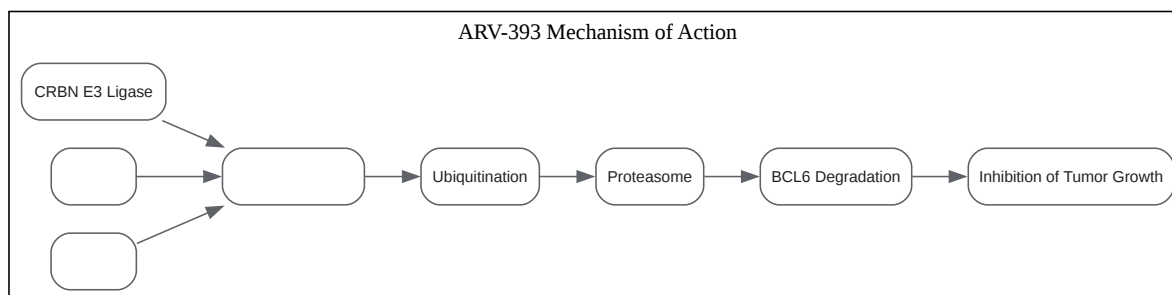 ARV-393 Mechanism of Action
CRBN E3 Ligase
Ubiquitination
Proteasome
BCL6 Degradation
Inhibition of Tumor Growth